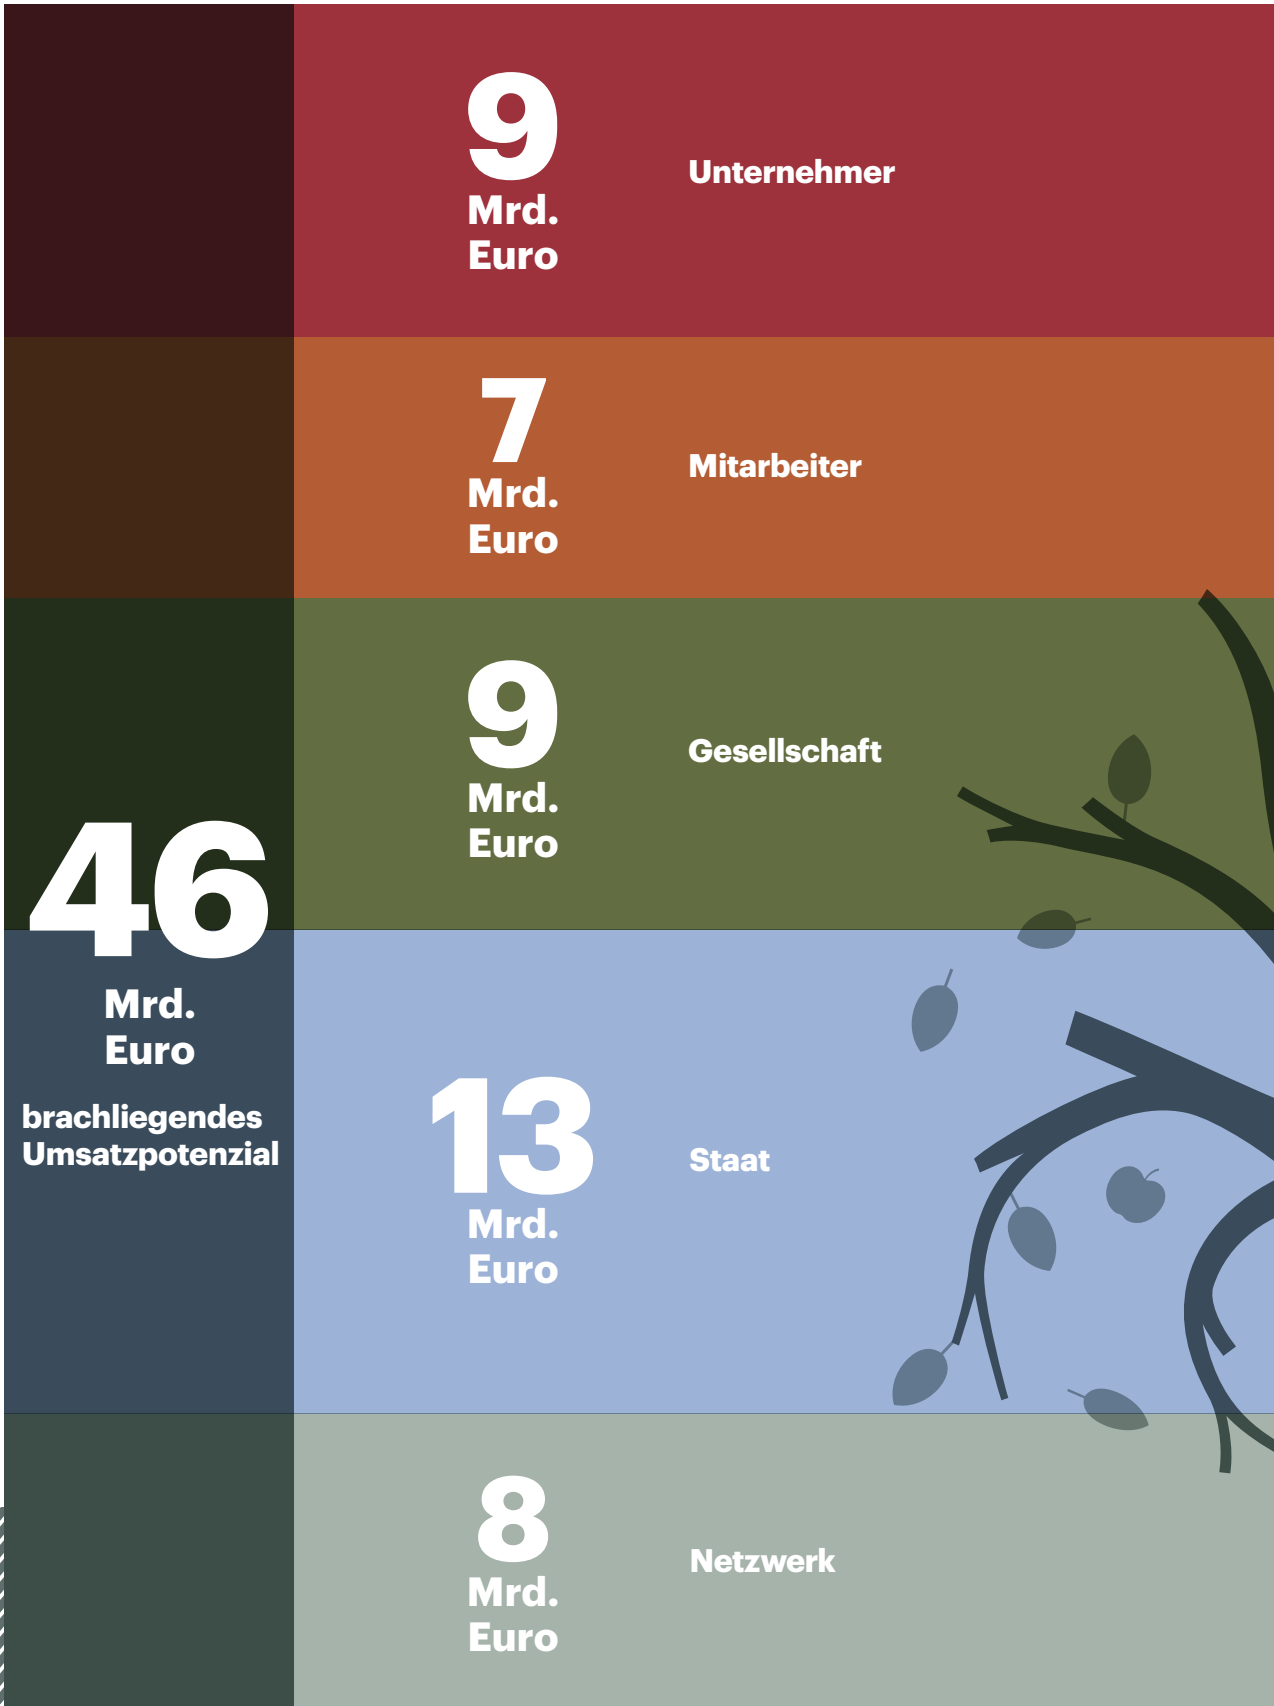 9
Mrd.
Euro
Unternehmer
7
Mrd.
Euro
Mitarbeiter
9
Mrd.
Euro
Gesellschaft
46
Mrd.
Euro
brachliegendes
Umsatzpotenzial
13
Mrd.
Euro
Staat
8
Mrd.
Euro
Netzwerk